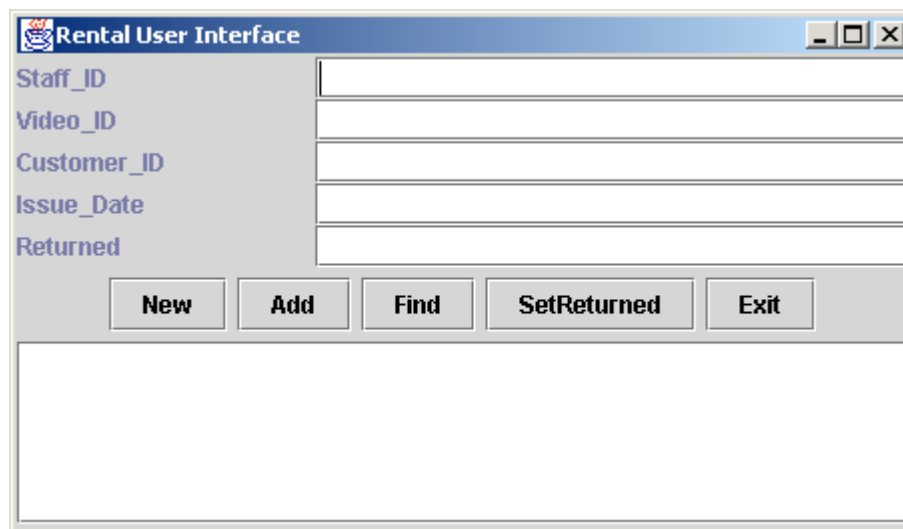 Rental User Interface
Staff_ID
Video_ID
Customer_ID
Issue_Date
Returned
New Add Find SetReturned Exit